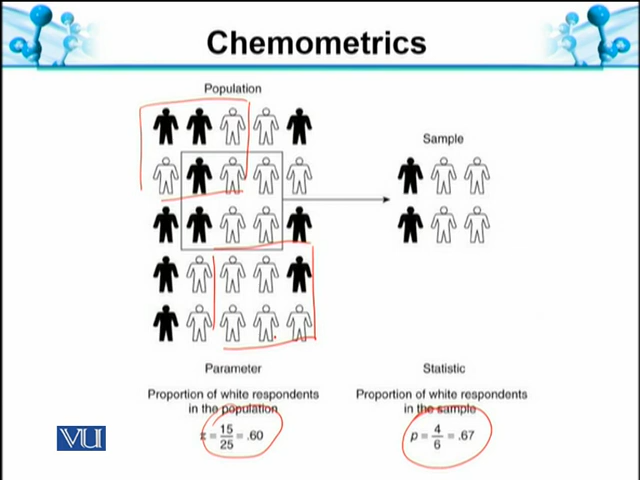 Chemometrics
Population
Sample
Parameter
Proportion of white respondents
in the population
= 15/25 = .60
Statistic
Proportion of white respondents
in the sample
p = 4/6 = .67
VU